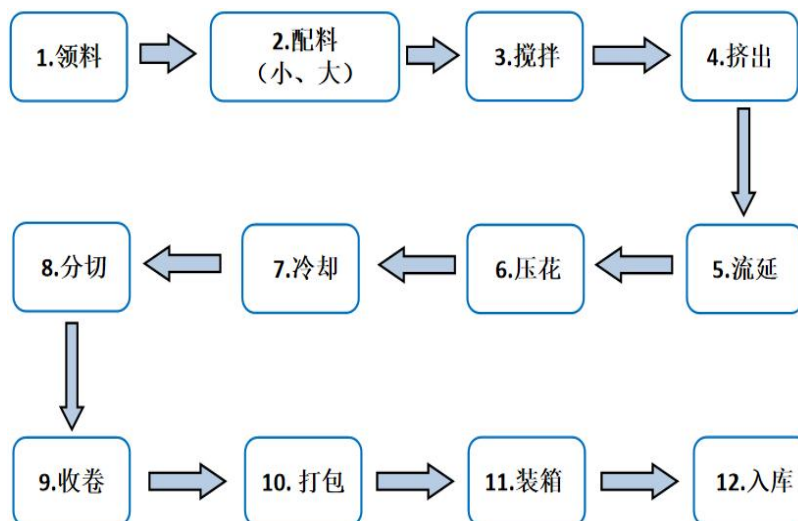 1.领料
2.配料
（小、大）
3.搅拌
4.挤出
5.流延
6.压花
7.冷却
8.分切
9.收卷
10. 打包
11.装箱
12.入库